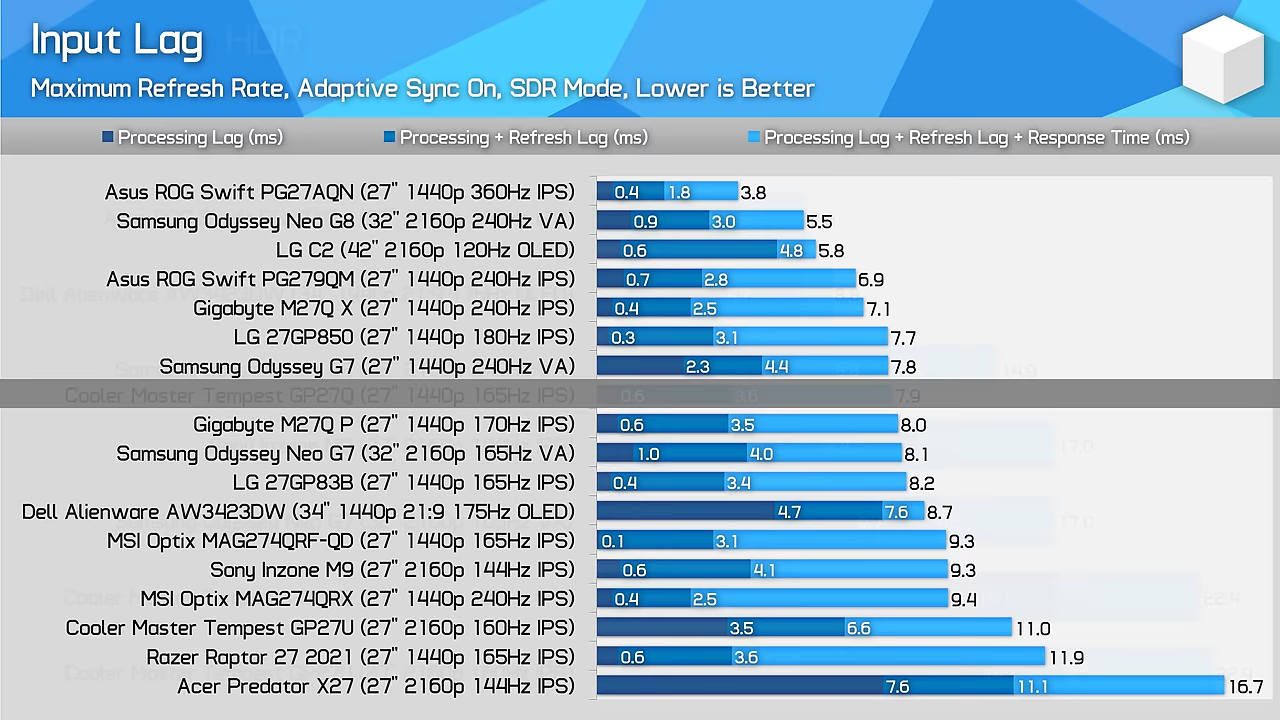 Input Lag
Maximum Refresh Rate, Adaptive Sync On, SDR Mode, Lower is Better
Processing Lag (ms) Processing + Refresh Lag (ms) Processing Lag + Refresh Lag + Response Time (ms)
Asus ROG Swift PG27AQN (27" 1440p 360Hz IPS) 0.4 1.8 3.8
Samsung Odyssey Neo G8 (32" 2160p 240Hz VA) 0.9 3.0 5.5
LG C2 (42" 2160p 120Hz OLED) 0.6 4.8 5.8
Asus ROG Swift PG279QM (27" 1440p 240Hz IPS) 0.7 2.8 6.9
Gigabyte M27Q X (27" 1440p 240Hz IPS) 0.4 2.5 7.1
LG 27GP850 (27" 1440p 180Hz IPS) 0.3 3.1 7.7
Samsung Odyssey G7 (27" 1440p 240Hz VA) 2.3 4.4 7.8
Cooler Master Tempest GP27Q (27" 1440p 165Hz IPS) 0.6 3.6 7.9
Gigabyte M27Q P (27" 1440p 170Hz IPS) 0.6 3.5 8.0
Samsung Odyssey Neo G7 (32" 2160p 165Hz VA) 1.0 4.0 8.1
LG 27GP83B (27" 1440p 165Hz IPS) 0.4 3.4 8.2
Dell Alienware AW3423DW (34" 1440p 21:9 175Hz OLED) 4.7 7.6 8.7
MSI Optix MAG274QRF-QD (27" 1440p 165Hz IPS) 0.1 3.1 9.3
Sony Inzone M9 (27" 2160p 144Hz IPS) 0.6 4.1 9.3
MSI Optix MAG274QRX (27" 1440p 240Hz IPS) 0.4 2.5 9.4
Cooler Master Tempest GP27U (27" 2160p 160Hz IPS) 3.5 6.6 11.0
Razer Raptor 27 2021 (27" 1440p 165Hz IPS) 0.6 3.6 11.9
Acer Predator X27 (27" 2160p 144Hz IPS) 7.6 11.1 16.7